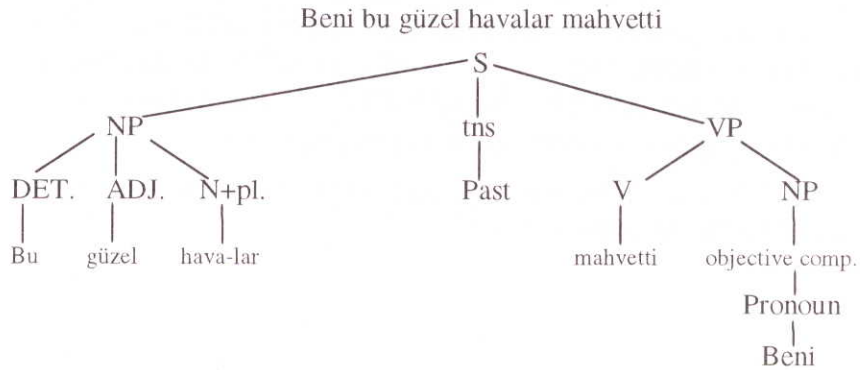 Beni bu güzel havalar mahvetti
S
NP tns VP
DET. ADJ. N+pl. Past V NP
Bu güzel hava-lar mahvetti objective comp.
Pronoun
Beni